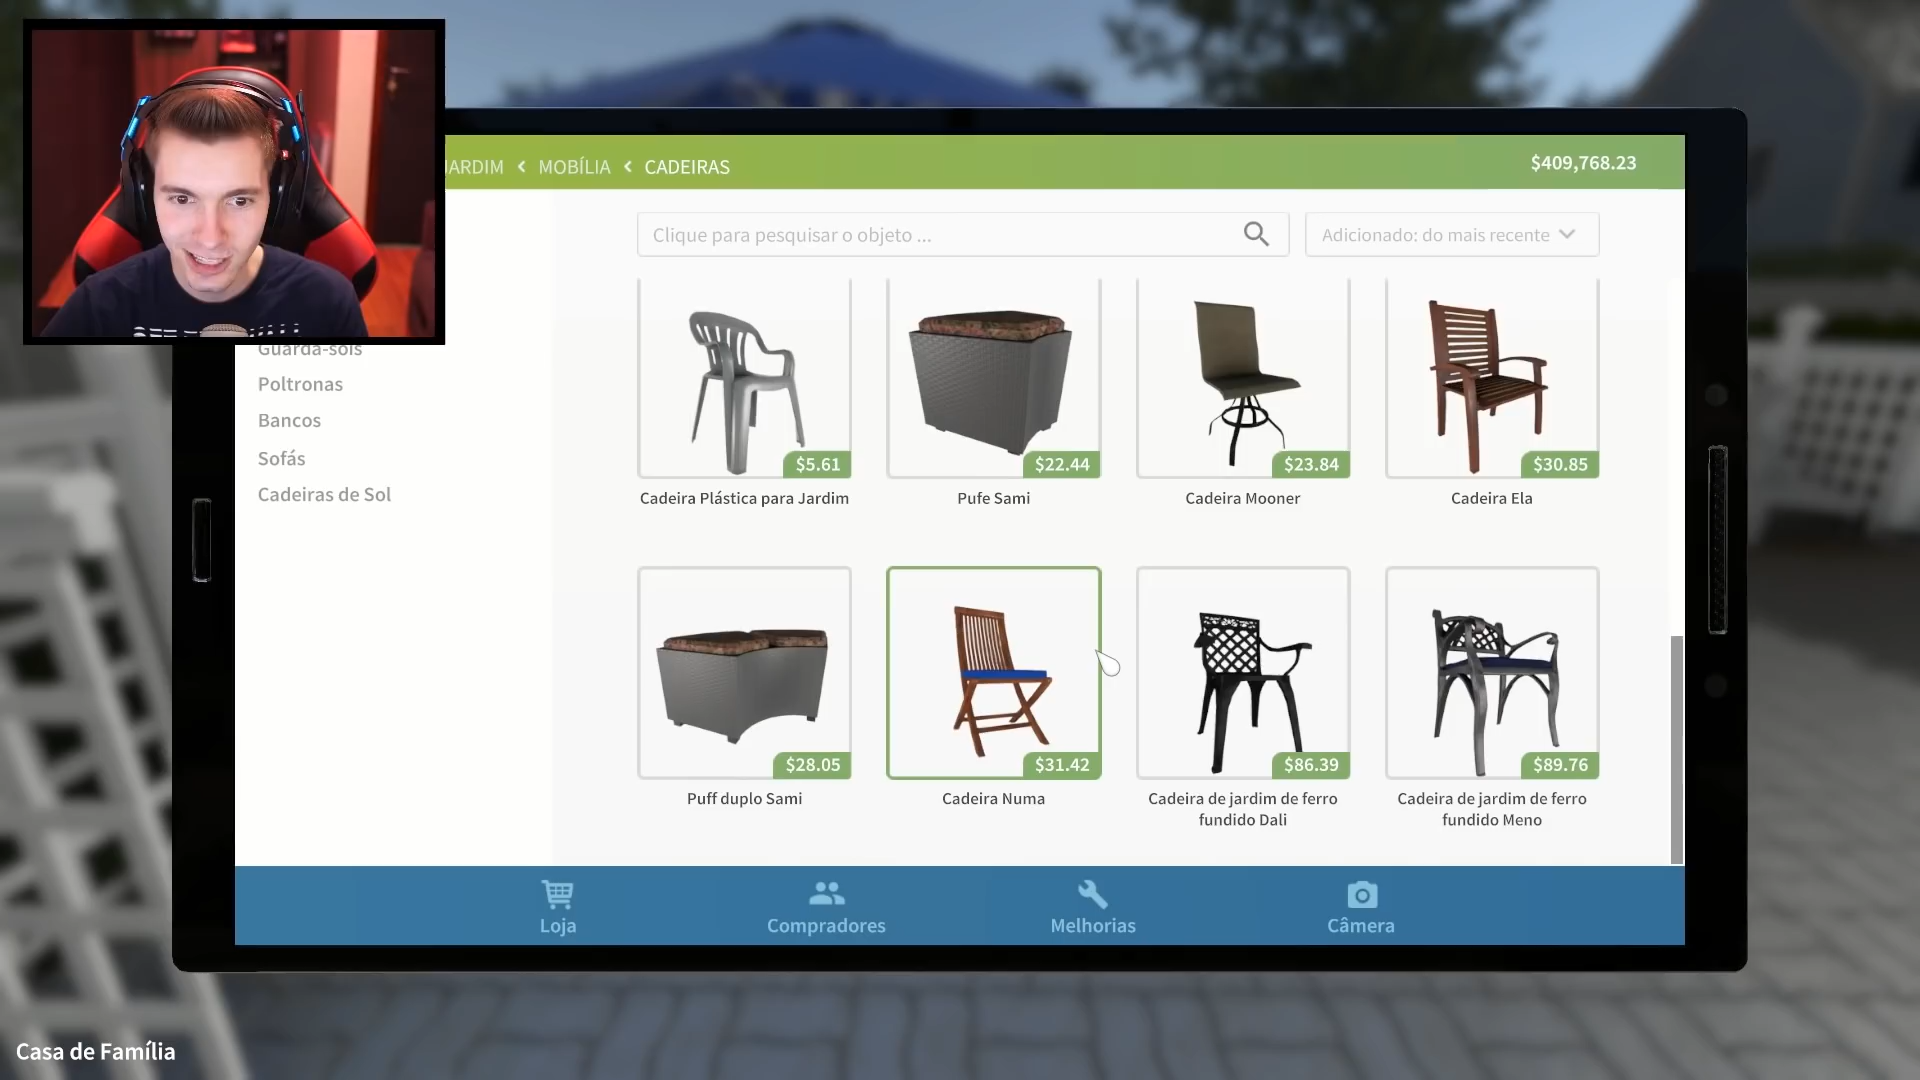 JARDIM < MOBÍLIA < CADEIRAS
$409,768.23
Clique para pesquisar o objeto ...
Adicionado: do mais recente
Guarda-sóis
Poltronas
Bancos
Sofás
Cadeiras de Sol
$5.61
$22.44
$23.84
$30.85
Cadeira Plástica para Jardim
Pufe Sami
Cadeira Mooner
Cadeira Ela
$28.05
$31.42
$86.39
$89.76
Puff duplo Sami
Cadeira Numa
Cadeira de jardim de ferro
fundido Dali
Cadeira de jardim de ferro
fundido Meno
Loja
Compradores
Melhorias
Câmera
Casa de Família